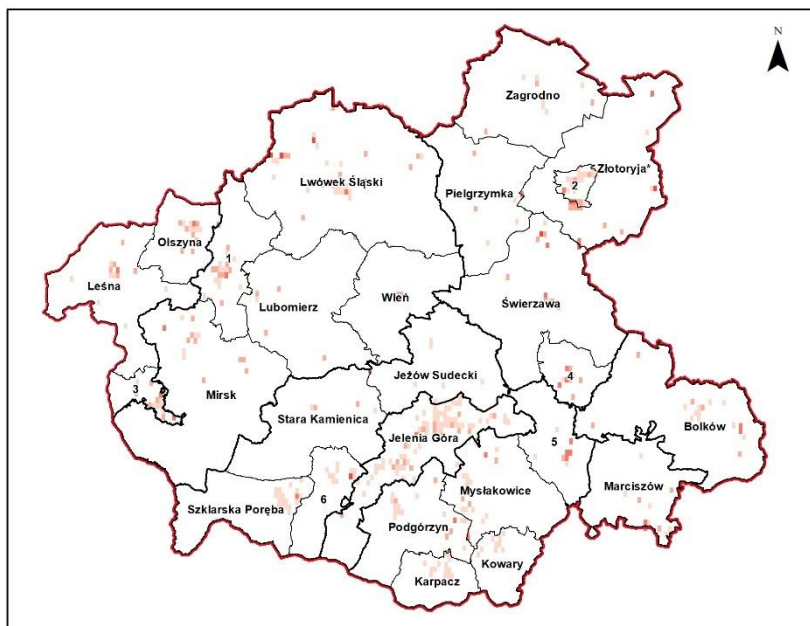 N
Zagrodno
Złotoryja*
Lwówek Śląski
Pielgrzymka
2
Olszyna
1
Leśna
Lubomierz
Wleń
Świerzawa
Jeżów Sudecki
4
3
Mirsk
Stara Kamienica
Bolków
Jelenia Góra
5
Marciszów
Mysłakowice
Szklarska Poręba
6
Podgórzyn
Kowary
Karpacz